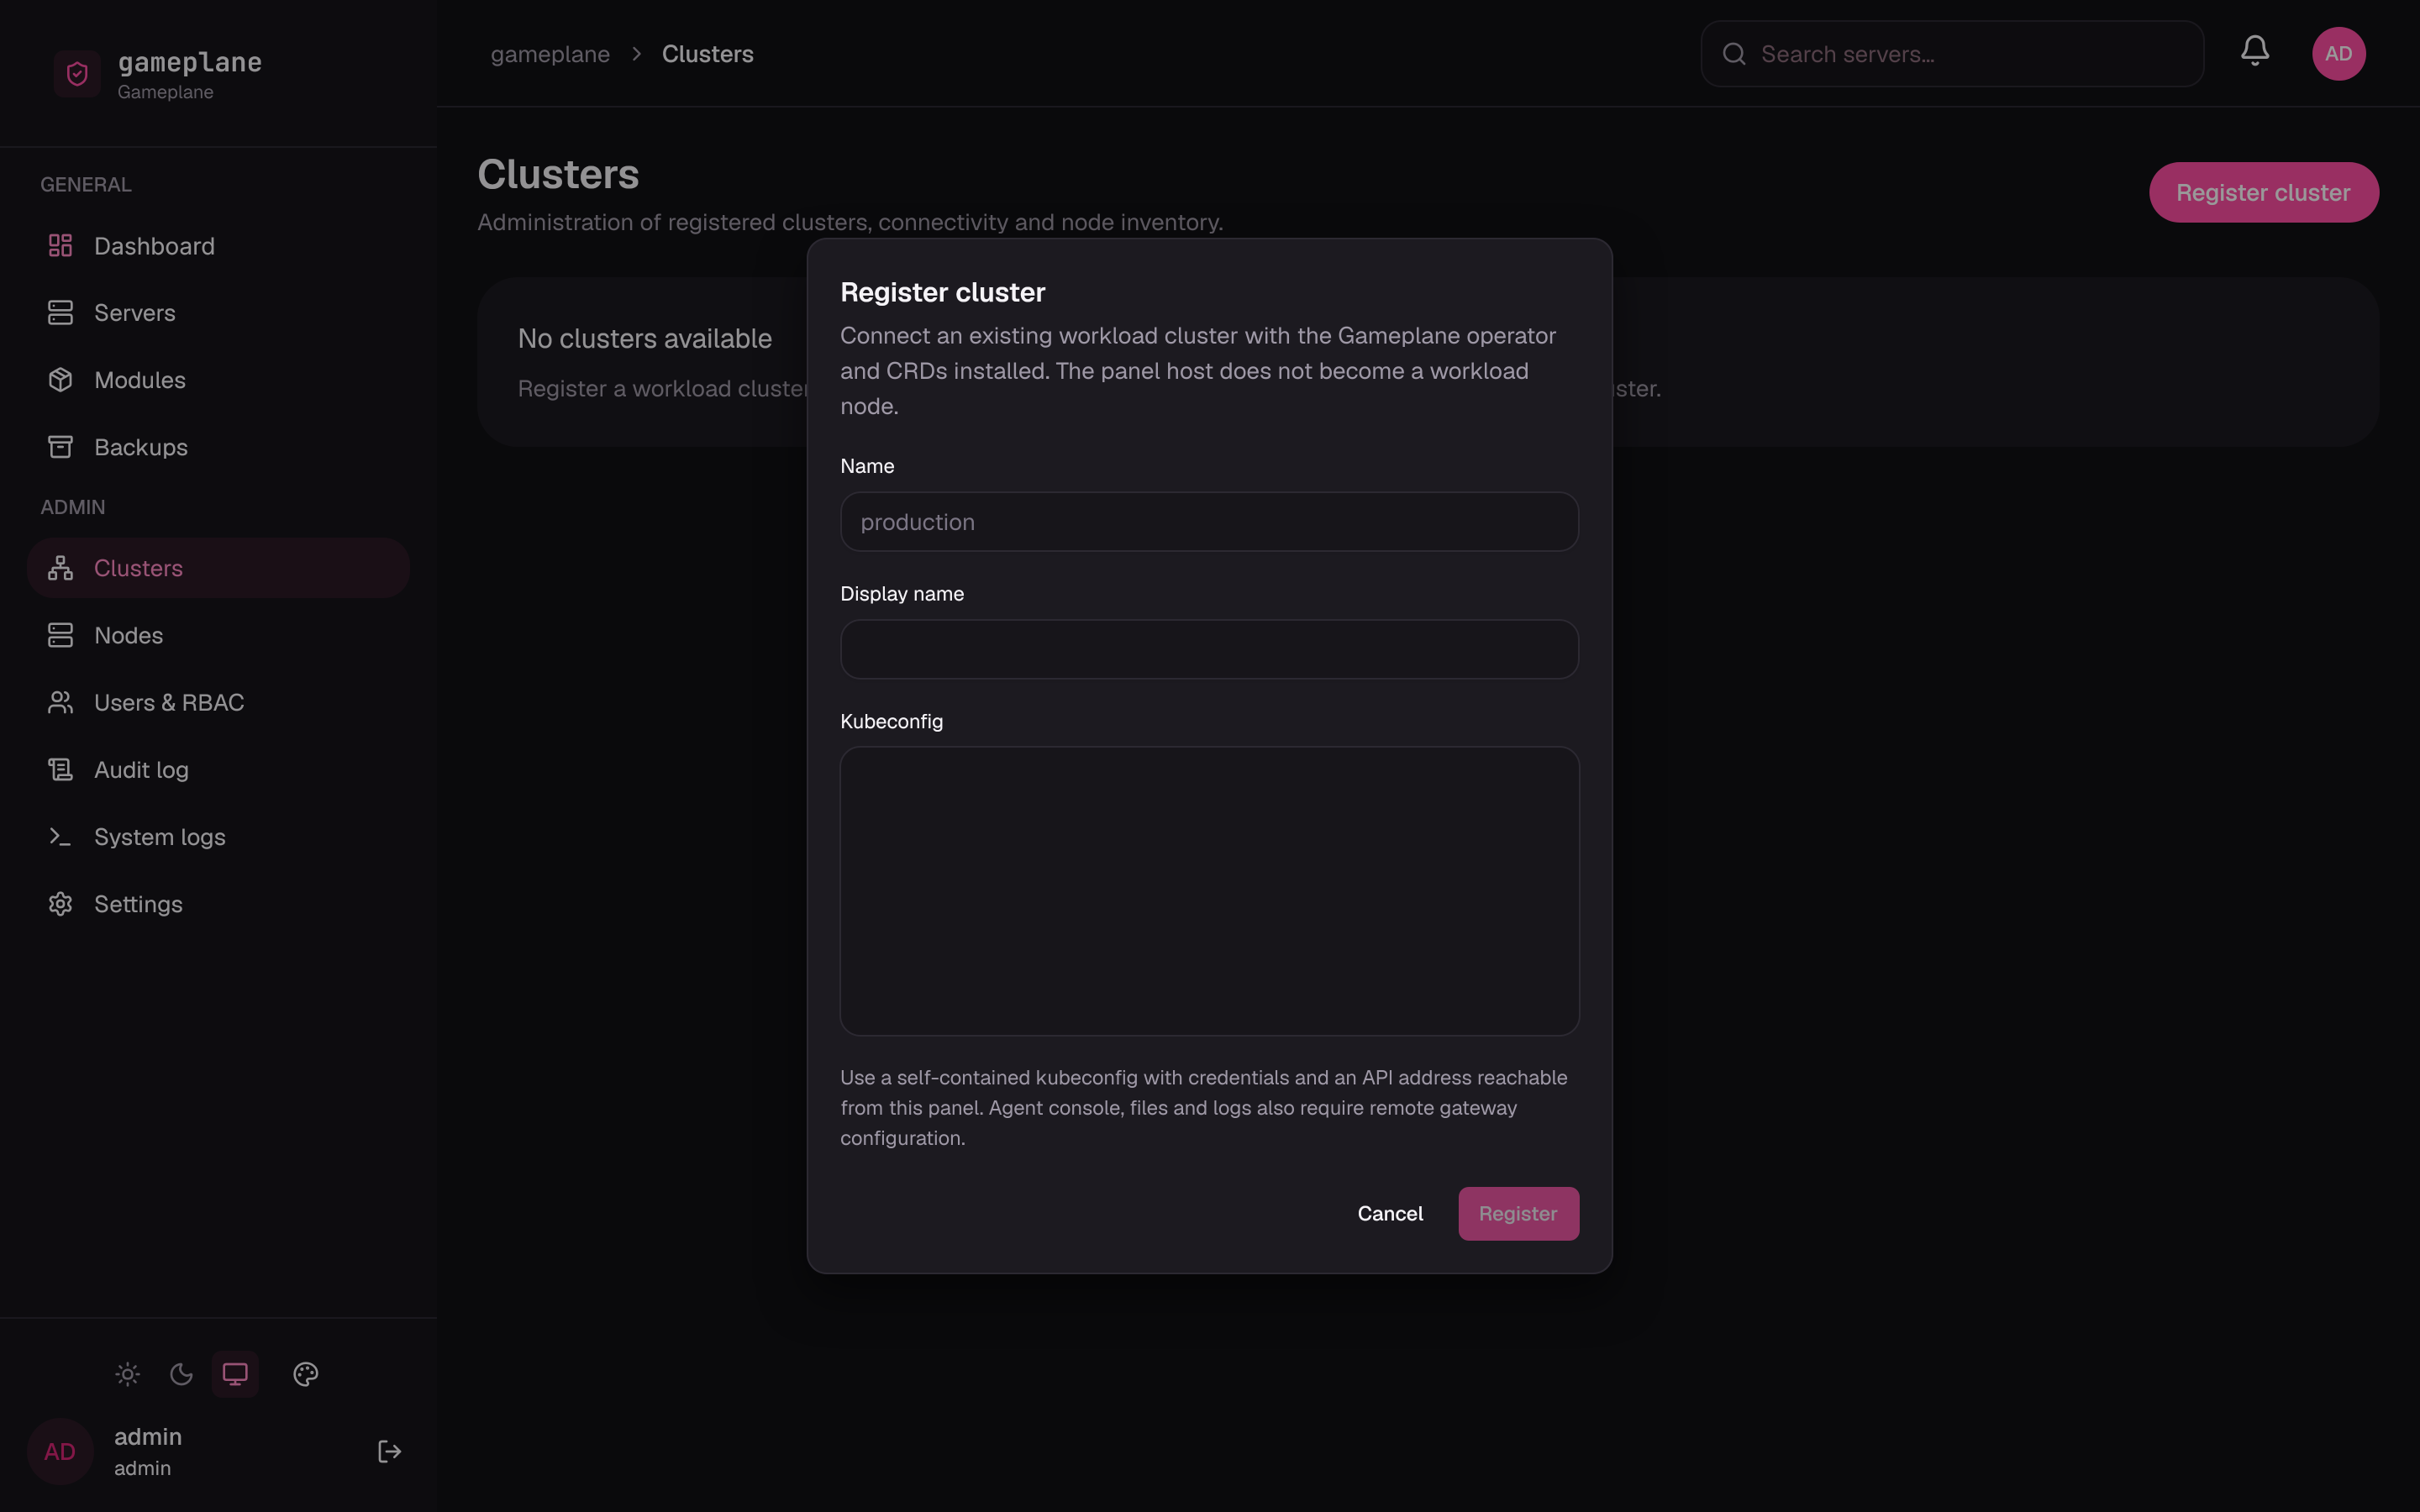 gameplane
Gameplane
GENERAL
Dashboard
Servers
Modules
Backups
ADMIN
Clusters
Nodes
Users & RBAC
Audit log
System logs
Settings
AD
admin
admin
gameplane > Clusters
Search servers...
AD
Clusters
Administration of registered clusters, connectivity and node inventory.
Register cluster
No clusters available
Register a workload cluster
ster.
Register cluster
Connect an existing workload cluster with the Gameplane operator
and CRDs installed. The panel host does not become a workload
node.
Name
production
Display name
Kubeconfig
Use a self-contained kubeconfig with credentials and an API address reachable
from this panel. Agent console, files and logs also require remote gateway
configuration.
Cancel
Register